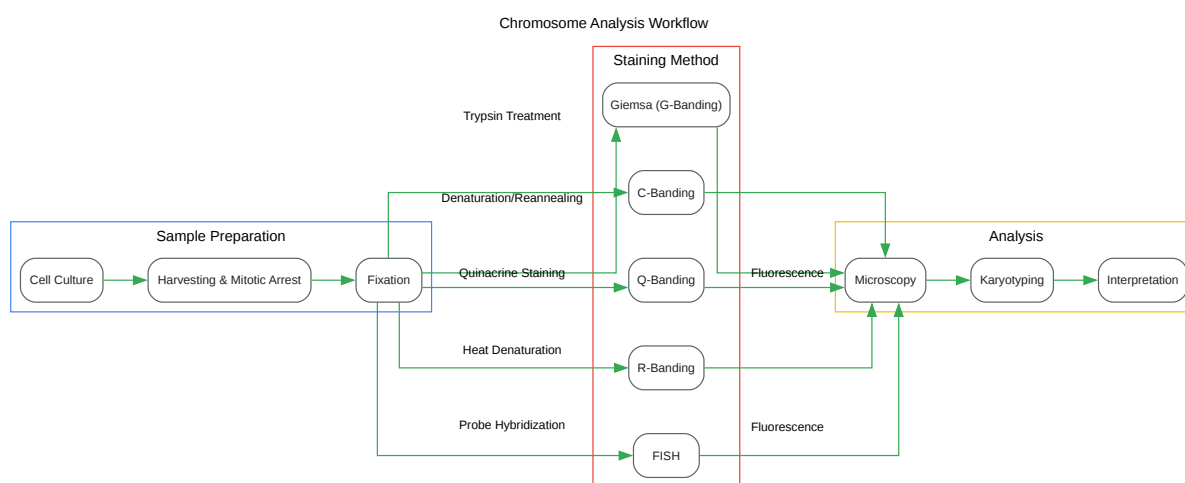 Chromosome Analysis Workflow
Staining Method
Giemsa (G-Banding)
Trypsin Treatment
C-Banding
Denaturation/Reannealing
Sample Preparation
Analysis
Cell Culture
Harvesting & Mitotic Arrest
Fixation
Quinacrine Staining
Q-Banding
Fluorescence
Microscopy
Karyotyping
Interpretation
Heat Denaturation
R-Banding
Probe Hybridization
Fluorescence
FISH